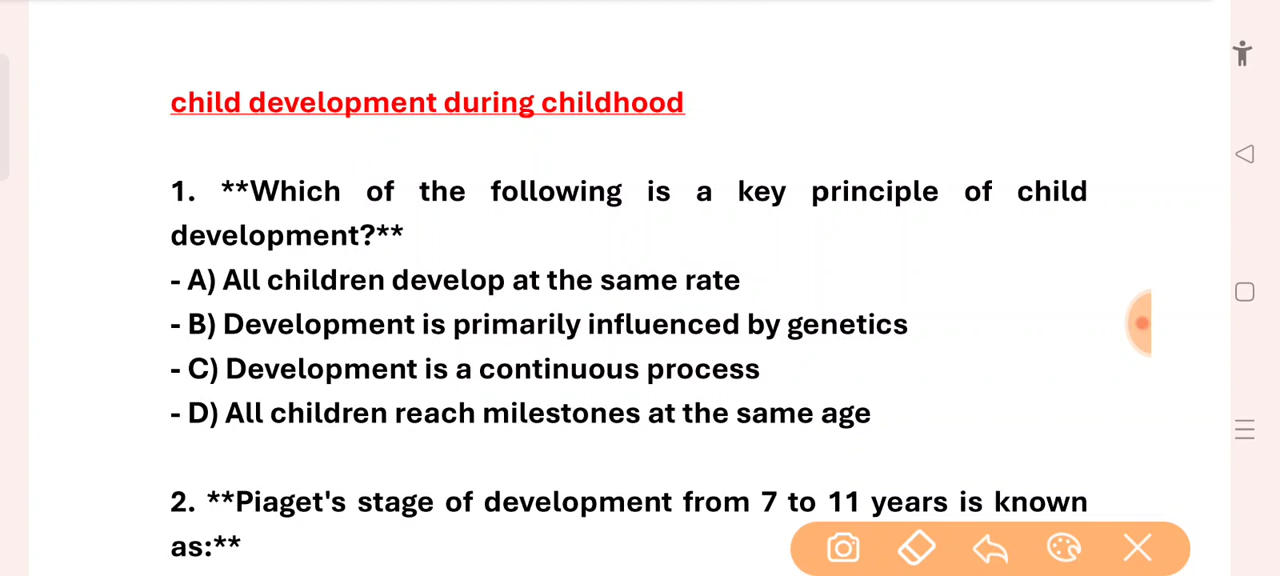 child development during childhood
1. **Which of the following is a key principle of child
development?**
- A) All children develop at the same rate
- B) Development is primarily influenced by genetics
- C) Development is a continuous process
- D) All children reach milestones at the same age
2. **Piaget's stage of development from 7 to 11 years is known
as:**